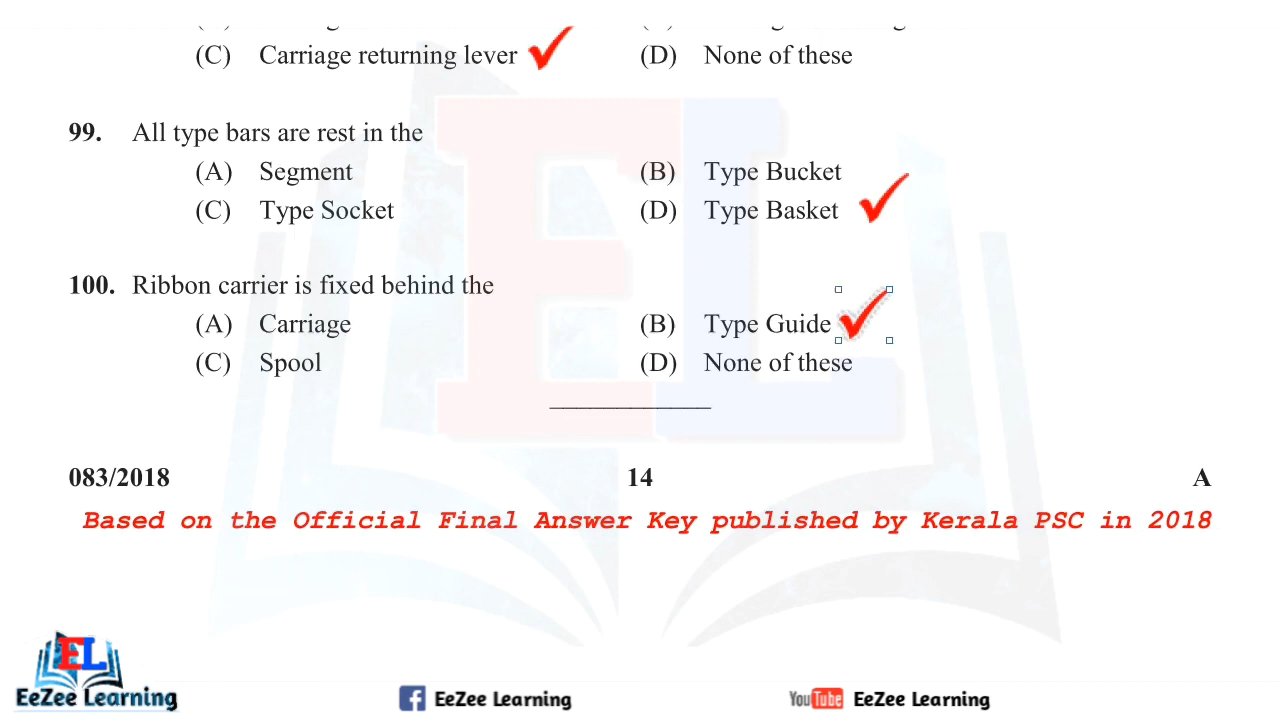 (C) Carriage returning lever (D) None of these
99. All type bars are rest in the
(A) Segment (B) Type Bucket
(C) Type Socket (D) Type Basket
100. Ribbon carrier is fixed behind the
(A) Carriage (B) Type Guide
(C) Spool (D) None of these
083/2018 14 A
Based on the Official Final Answer Key published by Kerala PSC in 2018
EL
EeZee Learning EeZee Learning YouTube EeZee Learning